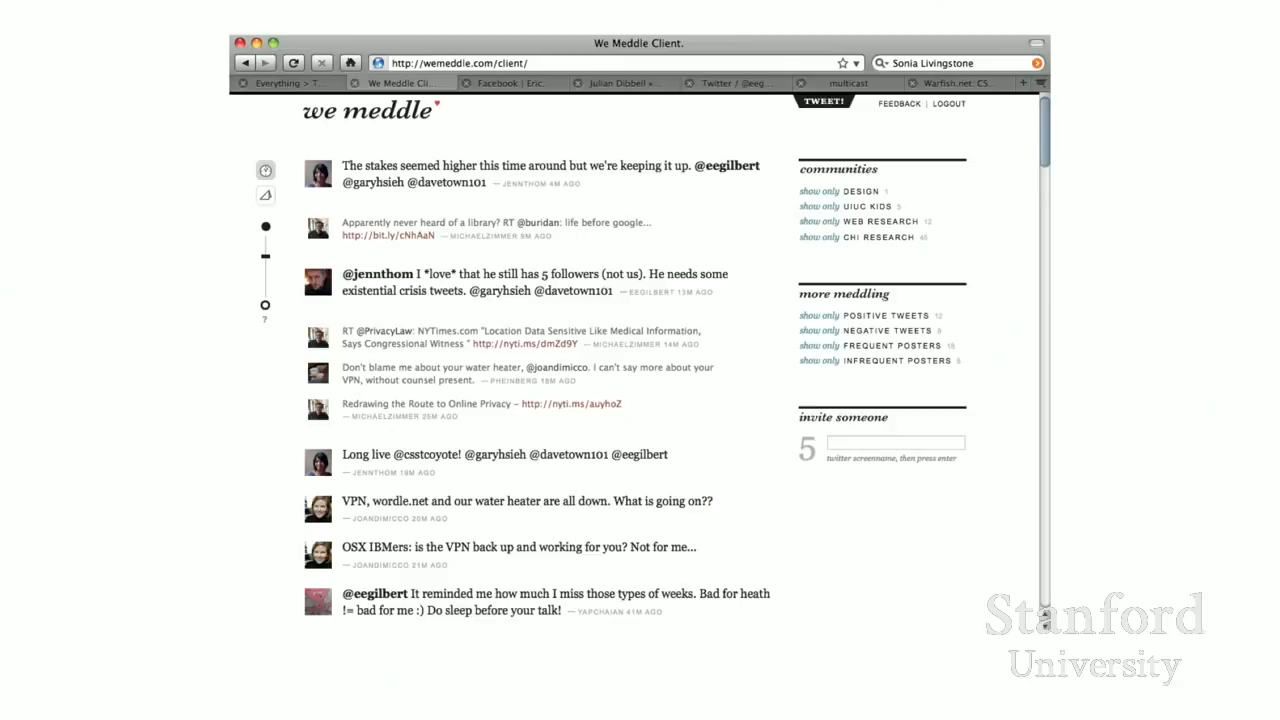 We Meddle Client.
http://wemeddle.com/client/
Sonia Livingstone
Everything > T...
We Meddle Cli...
Facebook | Eric...
Julian Dibbell «...
Twitter / @eeg...
multicast
Warfish.net: CS...
we meddle
TWEET!
FEEDBACK | LOGOUT
The stakes seemed higher this time around but we're keeping it up. @eegilbert
@garyhsieh @davetown101 — JENNTHOM 4M AGO
Apparently never heard of a library? RT @buridan: life before google...
http://bit.ly/cNhAaN — MICHAELZIMMER 9M AGO
@jennthom I *love* that he still has 5 followers (not us). He needs some
existential crisis tweets. @garyhsieh @davetown101 — EEGILBERT 13M AGO
RT @PrivacyLaw: NYTimes.com "Location Data Sensitive Like Medical Information,
Says Congressional Witness " http://nyti.ms/dmZd9Y — MICHAELZIMMER 14M AGO
Don't blame me about your water heater, @joandimicco. I can't say more about your
VPN, without counsel present. — PHEINBERG 18M AGO
Redrawing the Route to Online Privacy – http://nyti.ms/auyhoZ
— MICHAELZIMMER 25M AGO
Long live @csstcoyote! @garyhsieh @davetown101 @eegilbert
— JENNTHOM 19M AGO
VPN, wordle.net and our water heater are all down. What is going on??
— JOANDIMICCO 20M AGO
OSX IBMers: is the VPN back up and working for you? Not for me...
— JOANDIMICCO 21M AGO
@eegilbert It reminded me how much I miss those types of weeks. Bad for heath
!= bad for me :) Do sleep before your talk! — YAPCHAIAN 41M AGO
?
communities
show only DESIGN 1
show only UIUC KIDS 5
show only WEB RESEARCH 12
show only CHI RESEARCH 45
more meddling
show only POSITIVE TWEETS 12
show only NEGATIVE TWEETS 9
show only FREQUENT POSTERS 18
show only INFREQUENT POSTERS 5
invite someone
5
twitter screenname, then press enter
Stanford
University